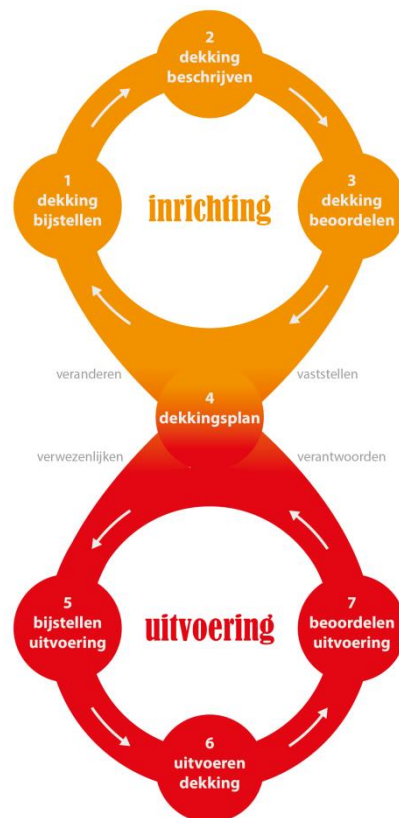 2
dekking
beschrijven
1
dekking
bijstellen
inrichting
3
dekking
beoordelen
veranderen
vaststellen
4
dekkingsplan
verwezenlijken
verantwoorden
5
bijstellen
uitvoering
uitvoering
7
beoordelen
uitvoering
6
uitvoeren
dekking